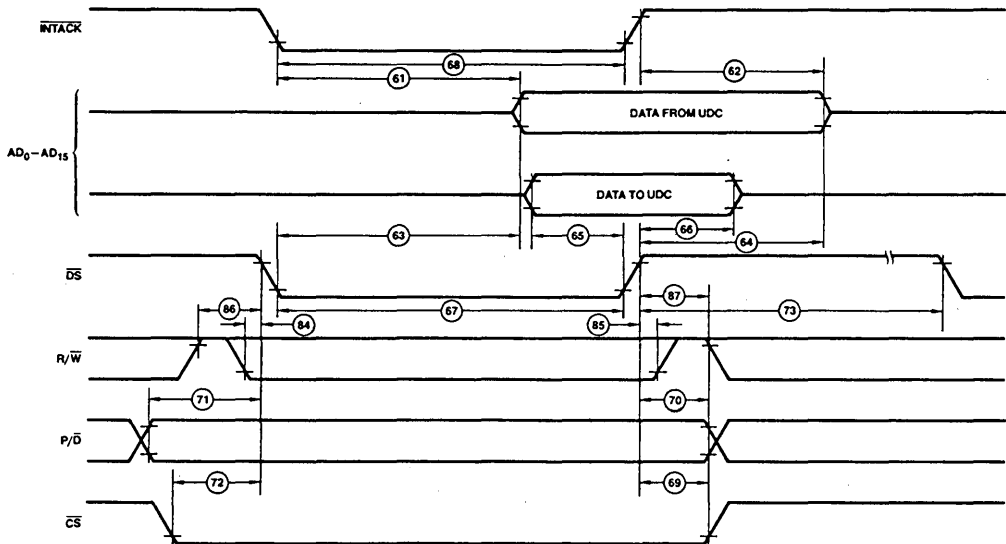 INTACK
68
61
62
DATA FROM UDC
AD0–AD15
DATA TO UDC
63
65
66
64
DS
86
84
67
85
87
73
R/W
71
70
P/D
72
69
CS